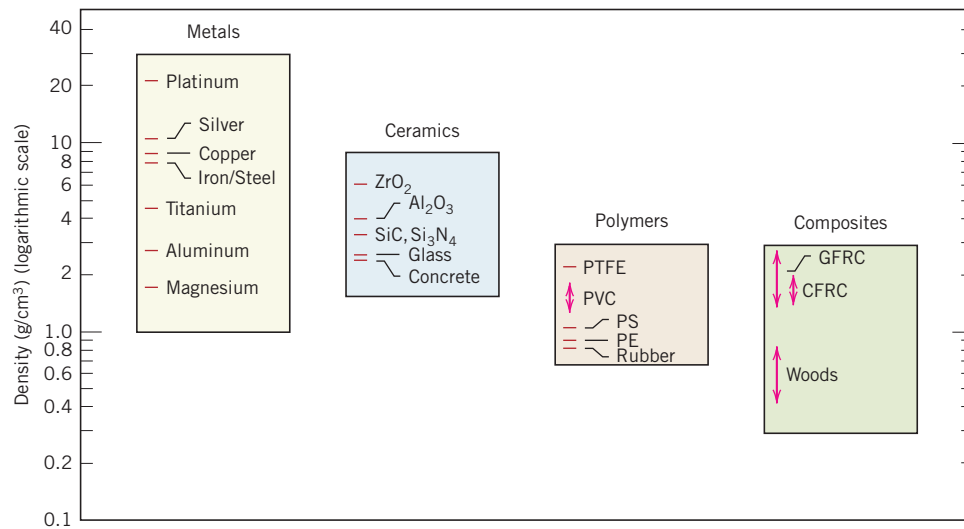 Density (g/cm³) (logarithmic scale)
40
20
10
8
6
4
2
1.0
0.8
0.6
0.4
0.2
0.1
Metals
Platinum
Silver
Copper
Iron/Steel
Titanium
Aluminum
Magnesium
Ceramics
ZrO₂
Al₂O₃
SiC, Si₃N₄
Glass
Concrete
Polymers
PTFE
PVC
PS
PE
Rubber
Composites
GFRC
CFRC
Woods